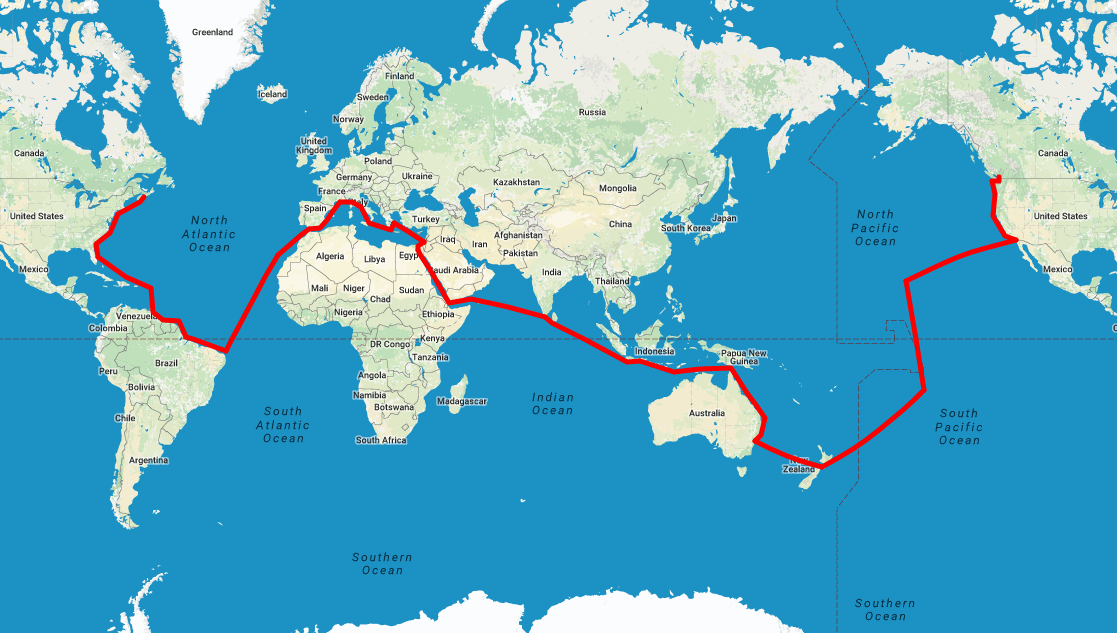 Greenland
Iceland
Finland
Sweden
Norway
Russia
United
Kingdom
Canada
Poland
Germany
Ukraine
France
Kazakhstan
Mongolia
Italy
Spain
United States
Turkey
North
Atlantic
Ocean
China
Japan
South Korea
Afghanistan
Iraq
Iran
Pakistan
Algeria
Libya
Egypt
Saudi Arabia
Mexico
India
Mali
Niger
Sudan
Chad
Thailand
Venezuela
Nigeria
Ethiopia
Colombia
DR Congo
Kenya
Indonesia
Papua New
Guinea
Tanzania
Peru
Brazil
Angola
Bolivia
Namibia
Botswana
Madagascar
Indian
Ocean
Australia
Chile
South
Atlantic
Ocean
South Africa
Argentina
New
Zealand
Southern
Ocean
Canada
North
Pacific
Ocean
United States
Mexico
South
Pacific
Ocean
Southern
Ocean